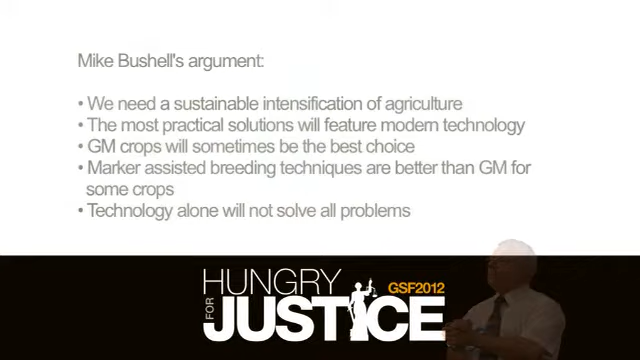 Mike Bushell's argument:
• We need a sustainable intensification of agriculture
• The most practical solutions will feature modern technology
• GM crops will sometimes be the best choice
• Marker assisted breeding techniques are better than GM for
some crops
• Technology alone will not solve all problems
HUNGRY GSF2012
FOR JUSTICE